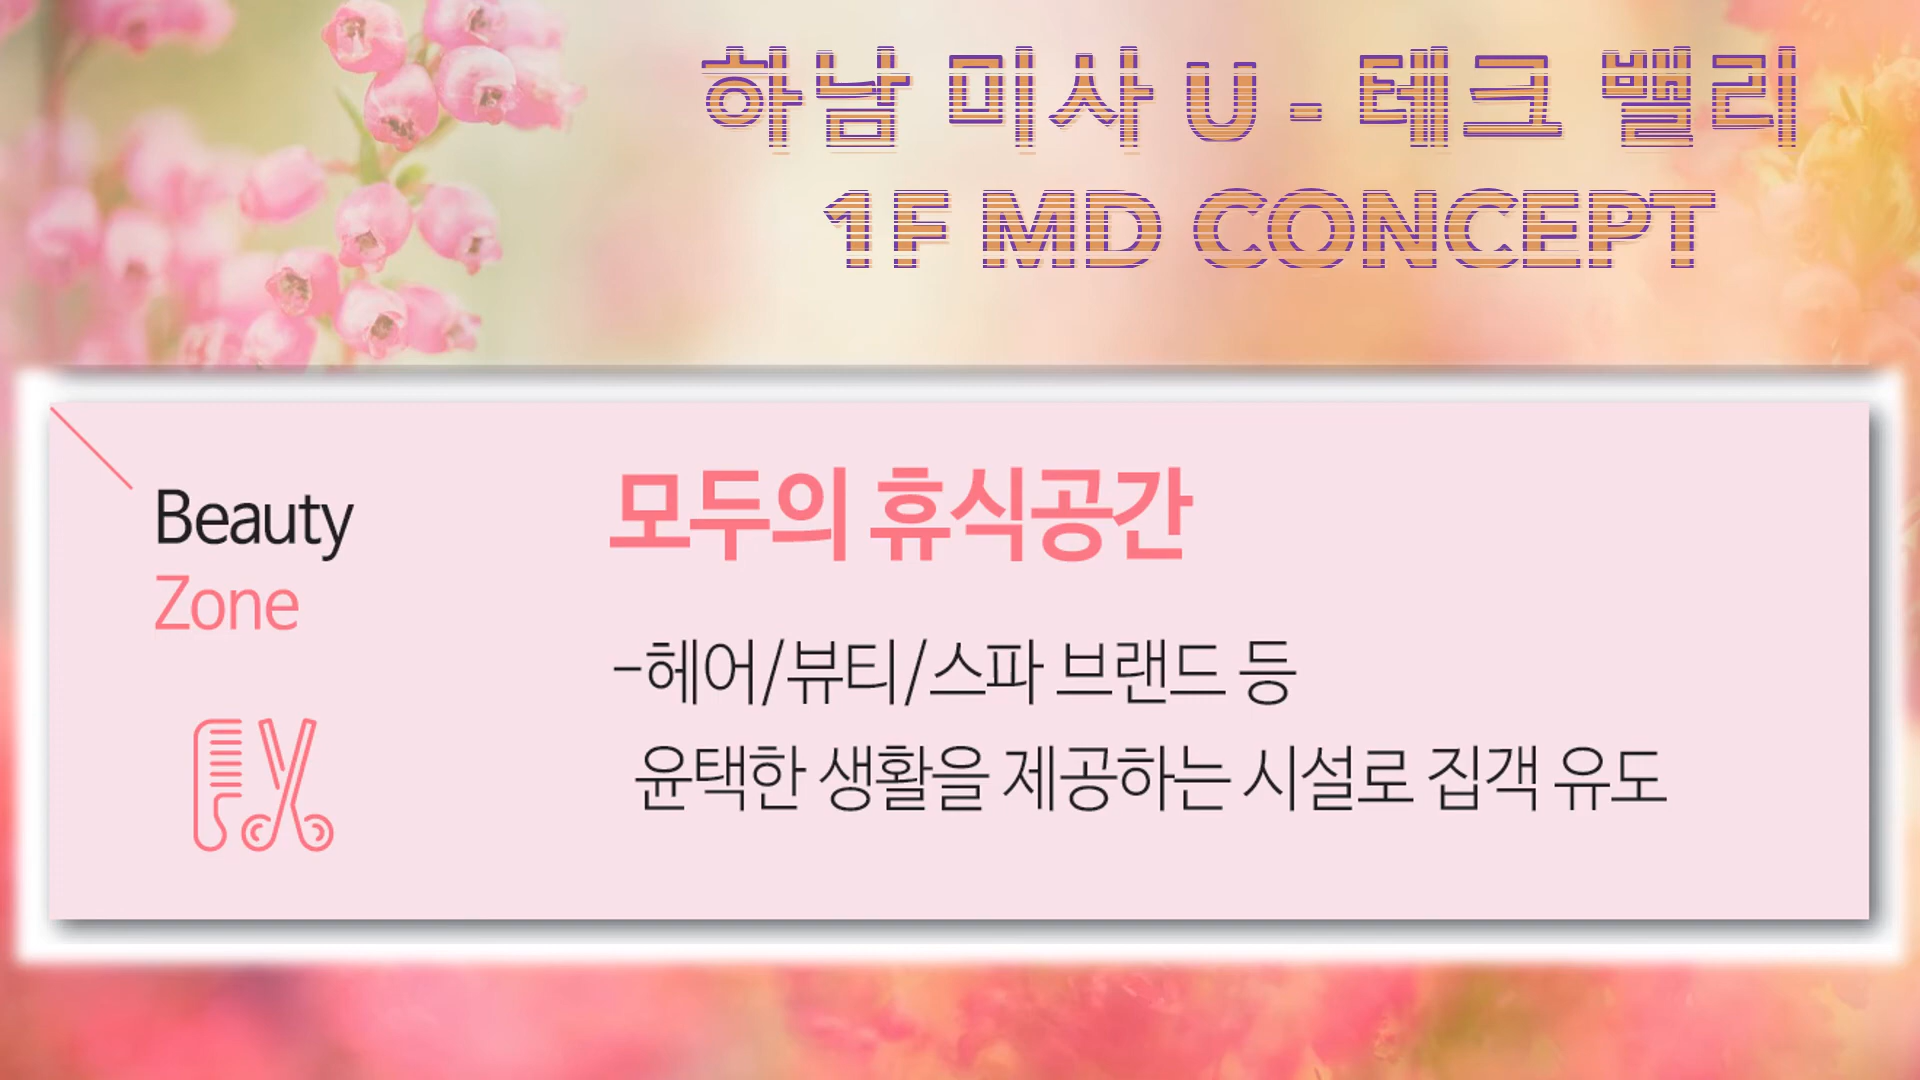 하남 미사 U - 테크 밸리
1F MD CONCEPT
Beauty
Zone
모두의 휴식공간
-헤어/뷰티/스파 브랜드 등
윤택한 생활을 제공하는 시설로 집객 유도